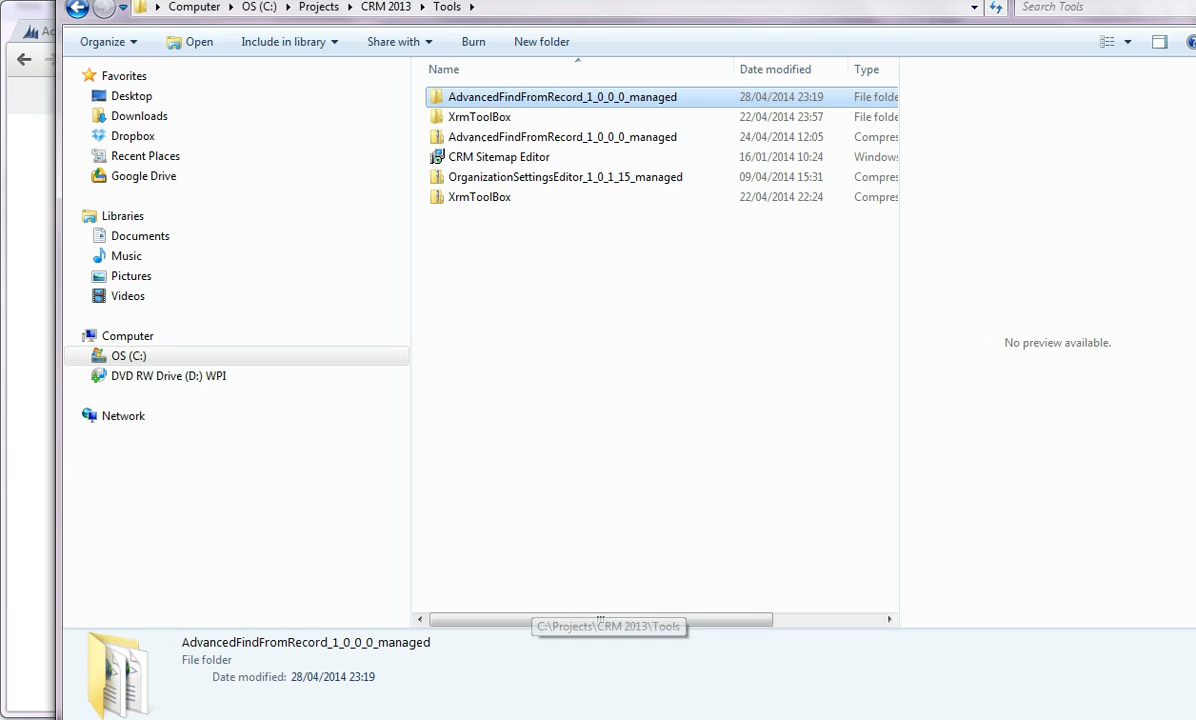 Computer ▸ OS (C:) ▸ Projects ▸ CRM 2013 ▸ Tools ▸
Search Tools
Organize Open Include in library Share with Burn New folder
Name Date modified Type
Favorites
Desktop
Downloads
Dropbox
Recent Places
Google Drive
Libraries
Documents
Music
Pictures
Videos
Computer
OS (C:)
DVD RW Drive (D:) WPI
Network
AdvancedFindFromRecord_1_0_0_0_managed 28/04/2014 23:19 File folde
XrmToolBox 22/04/2014 23:57 File folde
AdvancedFindFromRecord_1_0_0_0_managed 24/04/2014 12:05 Compres
CRM Sitemap Editor 16/01/2014 10:24 Windows
OrganizationSettingsEditor_1_0_1_15_managed 09/04/2014 15:31 Compres
XrmToolBox 22/04/2014 22:24 Compres
No preview available.
C:\Projects\CRM 2013\Tools
AdvancedFindFromRecord_1_0_0_0_managed
File folder
Date modified: 28/04/2014 23:19